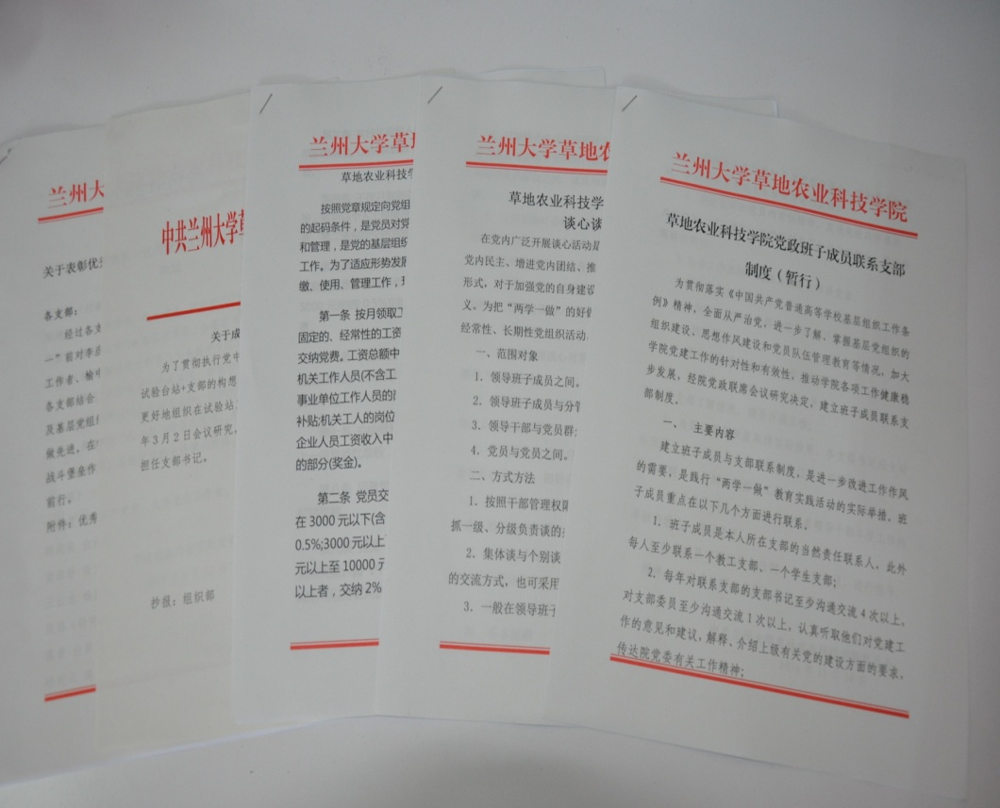 兰州大
关于表彰优
各支部：
经过各支
一”前对李
工作者、榆
各支部结合
及基层党组
做先进。在
战斗堡垒作
前行。
附件：优秀
中共兰州大学
关于成
为了贯彻执行党中
试验台站+支部的构想
更好地组织在试验站
年3月2日会议研究，
担任支部书记。
抄报：组织部
兰州大学草地
草地农业科技学
按照党章规定向党组
的起码条件，是党员对党
和管理，是党的基层组织
工作。为了适应形势发展
缴、使用、管理工作，
第一条 按月领取工
固定的、经常性的工资
交纳党费。工资总额中
机关工作人员(不含工
事业单位工作人员的
补贴;机关工人的岗位
企业人员工资收入中
的部分(奖金)。
第二条 党员交
在3000元以下(含
0.5%;3000元以上
元以上至10000元
以上者，交纳2%
兰州大学草地农
草地农业科技学
谈心谈
在党内广泛开展谈心活动是
党内民主、增进党内团结、推
形式，对于加强党的自身建设
义。为把“两学一做”的好做
经常性、长期性党组织活动
一、范围对象
1．领导班子成员之间。
2．领导班子成员与分管
3．领导干部与党员群
4．党员与党员之间。
二、方式方法
1．按照干部管理权限
抓一级、分级负责谈的
2．集体谈与个别谈
的交流方式，也可采用
3．一般在领导班子
兰州大学草地农业科技学院
草地农业科技学院党政班子成员联系支部
制度（暂行）
为贯彻落实《中国共产党普通高等学校基层组织工作条
例》精神，全面从严治党，进一步了解、掌握基层党组织的
组织建设、思想作风建设和党员队伍管理教育等情况，加大
学院党建工作的针对性和有效性，推动学院各项工作健康稳
步发展，经院党政联席会议研究决定，建立班子成员联系支
部制度。
一、 主要内容
建立班子成员与支部联系制度，是进一步改进工作作风
的需要，是践行“两学一做”教育实践活动的实际举措。班
子成员重点在以下几个方面进行联系。
1．班子成员是本人所在支部的当然责任联系人，此外
每人至少联系一个教工支部、一个学生支部；
2．每年对联系支部的支部书记至少沟通交流4次以上，
对支部委员至少沟通交流1次以上，认真听取他们对党建工
作的意见和建议，解释、介绍上级有关党的建设方面的要求，
传达院党委有关工作精神；